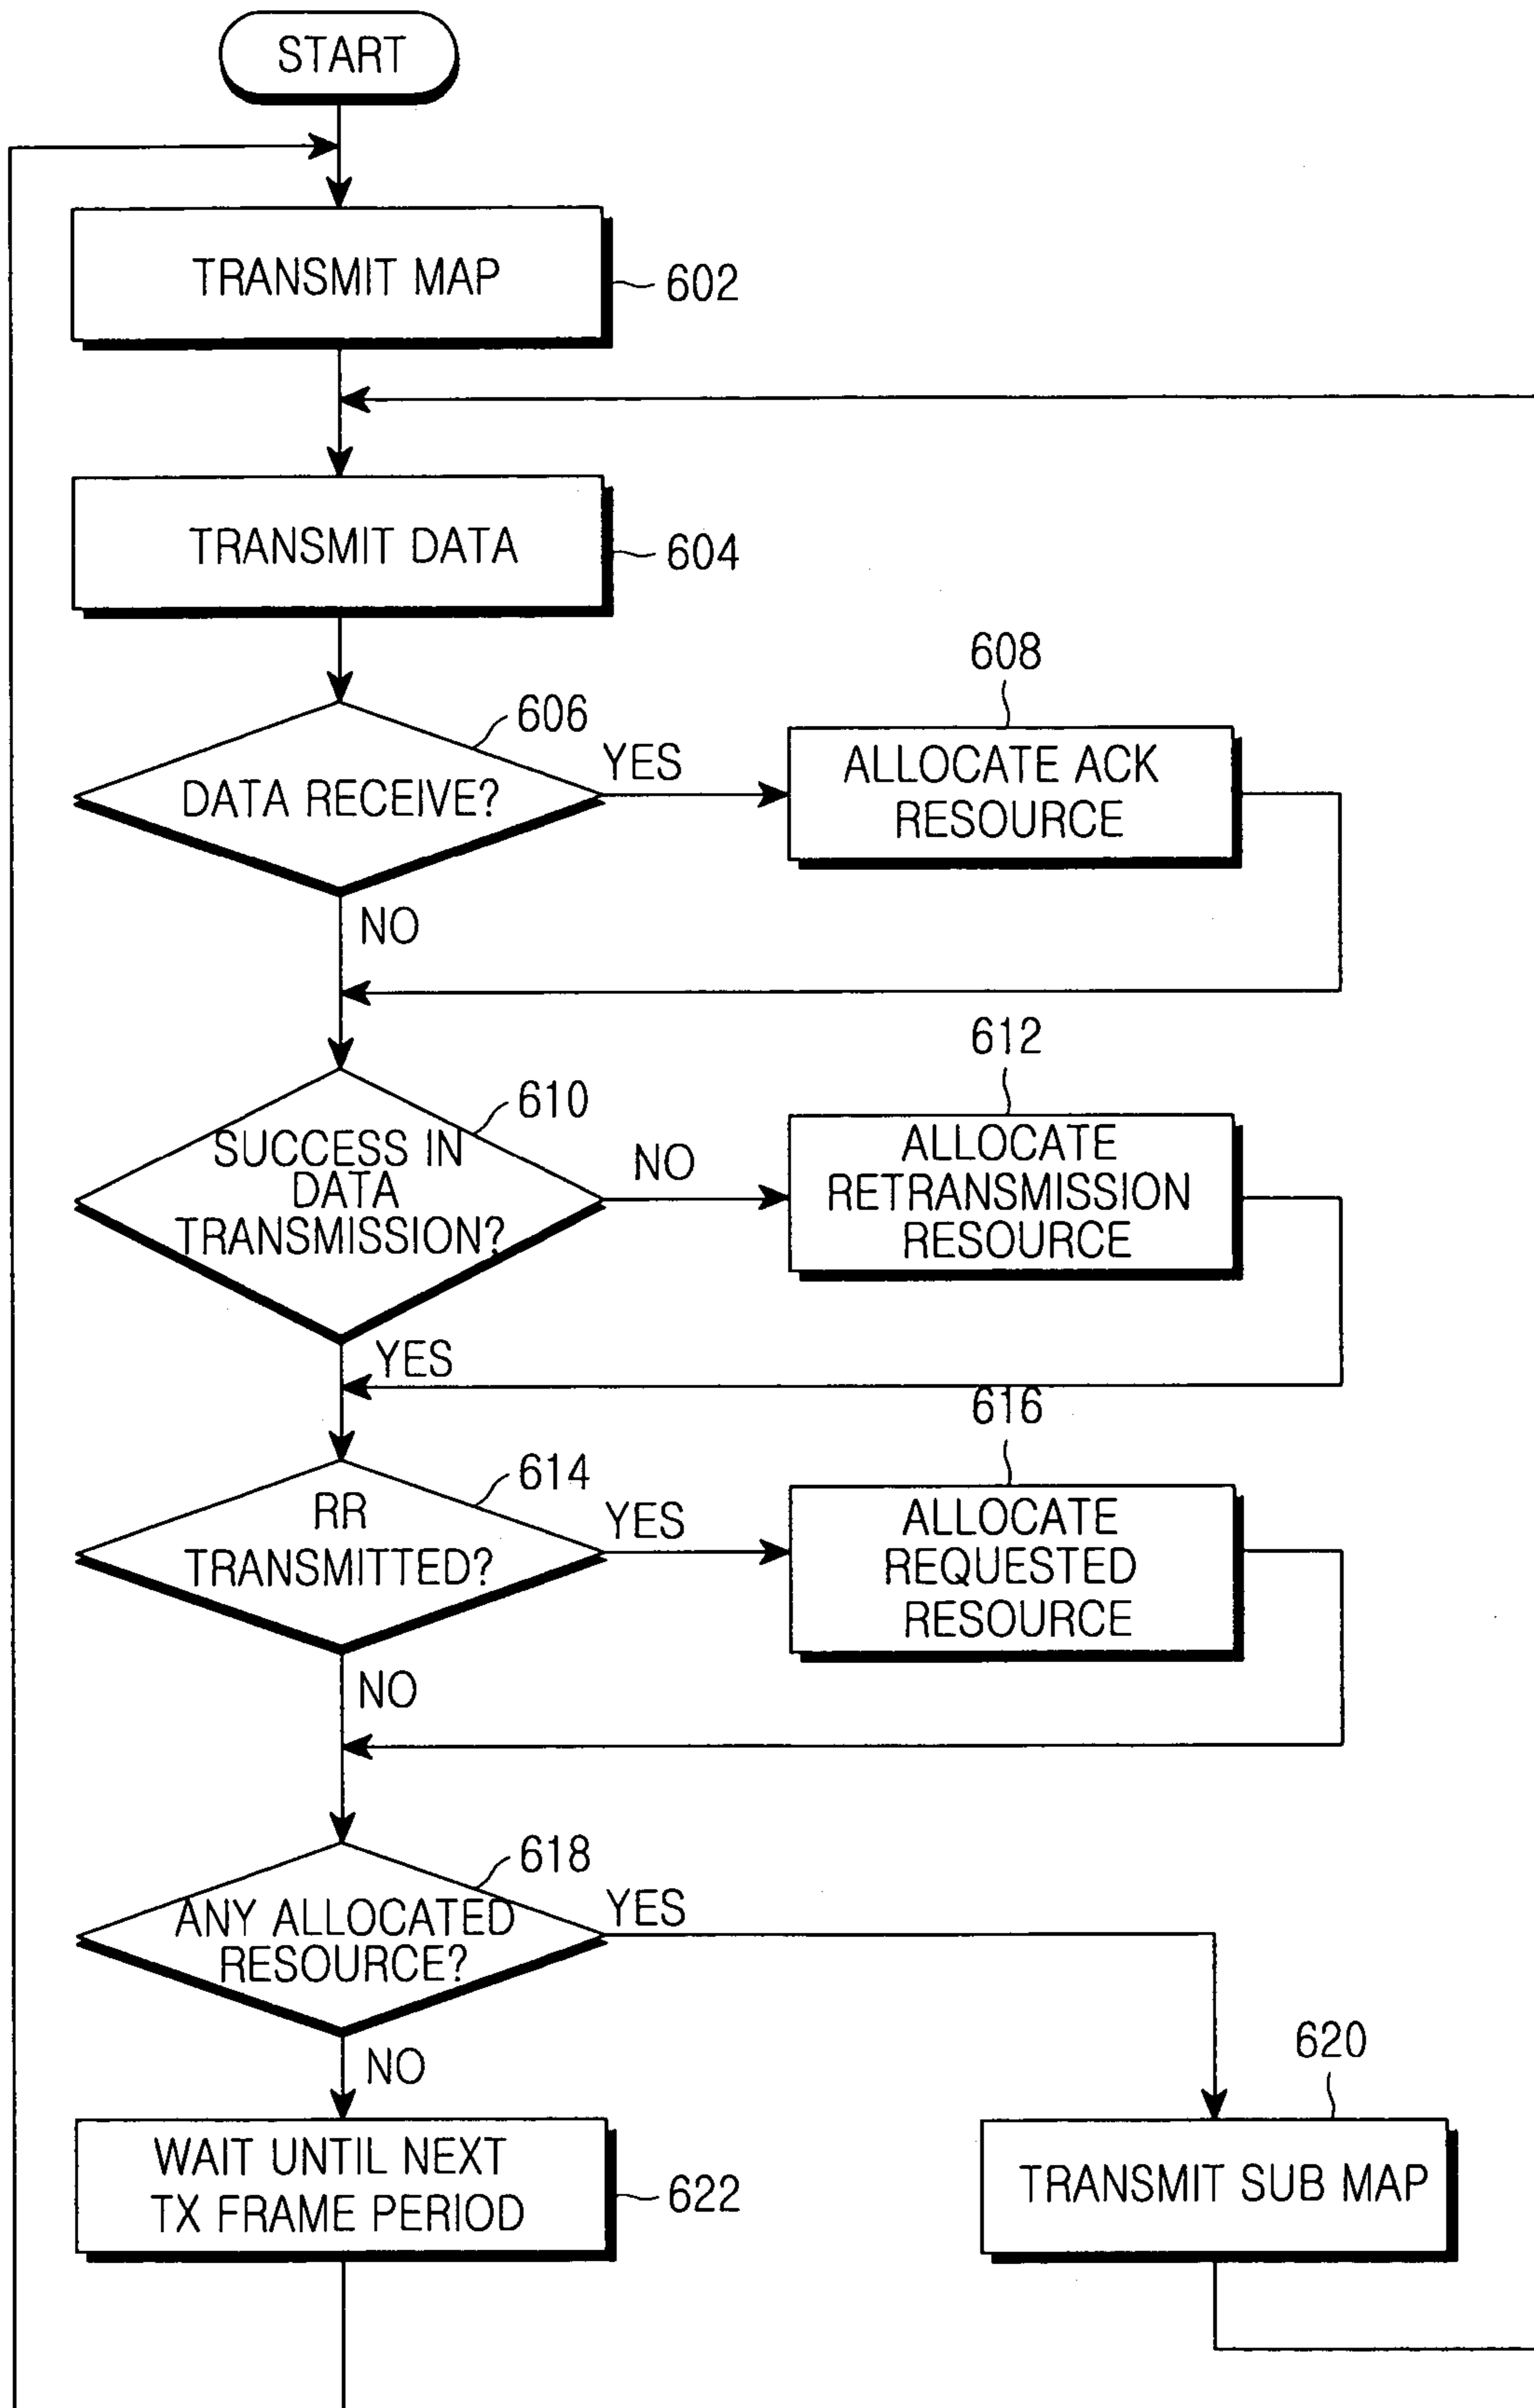 START
TRANSMIT MAP
602
TRANSMIT DATA
604
606
DATA RECEIVE?
YES
NO
608
ALLOCATE ACK
RESOURCE
610
SUCCESS IN
DATA
TRANSMISSION?
NO
YES
612
ALLOCATE
RETRANSMISSION
RESOURCE
614
RR
TRANSMITTED?
YES
NO
616
ALLOCATE
REQUESTED
RESOURCE
618
ANY ALLOCATED
RESOURCE?
YES
NO
620
TRANSMIT SUB MAP
WAIT UNTIL NEXT
TX FRAME PERIOD
622